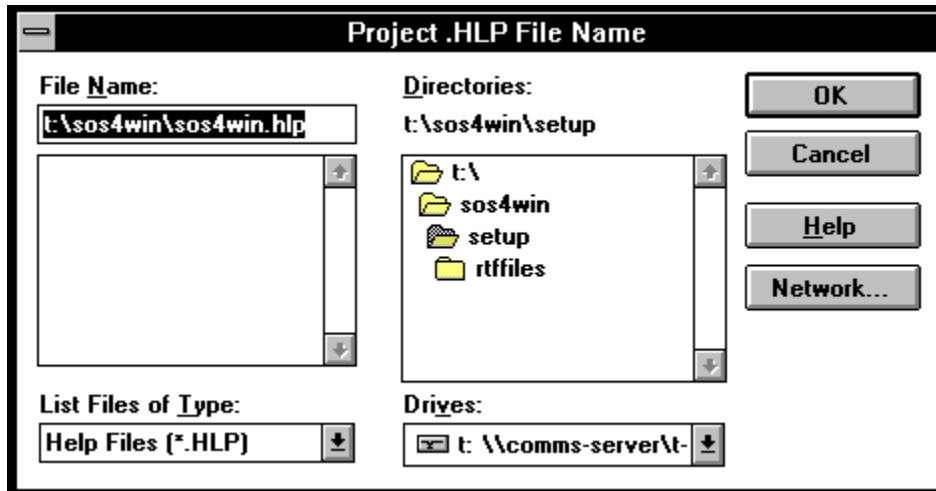 Project .HLP File Name
File Name:
t:\sos4win\sos4win.hlp
Directories:
t:\sos4win\setup
t:\
sos4win
setup
rtffiles
OK
Cancel
Help
Network...
List Files of Type:
Help Files (*.HLP)
Drives:
t: \\comms-server\t-